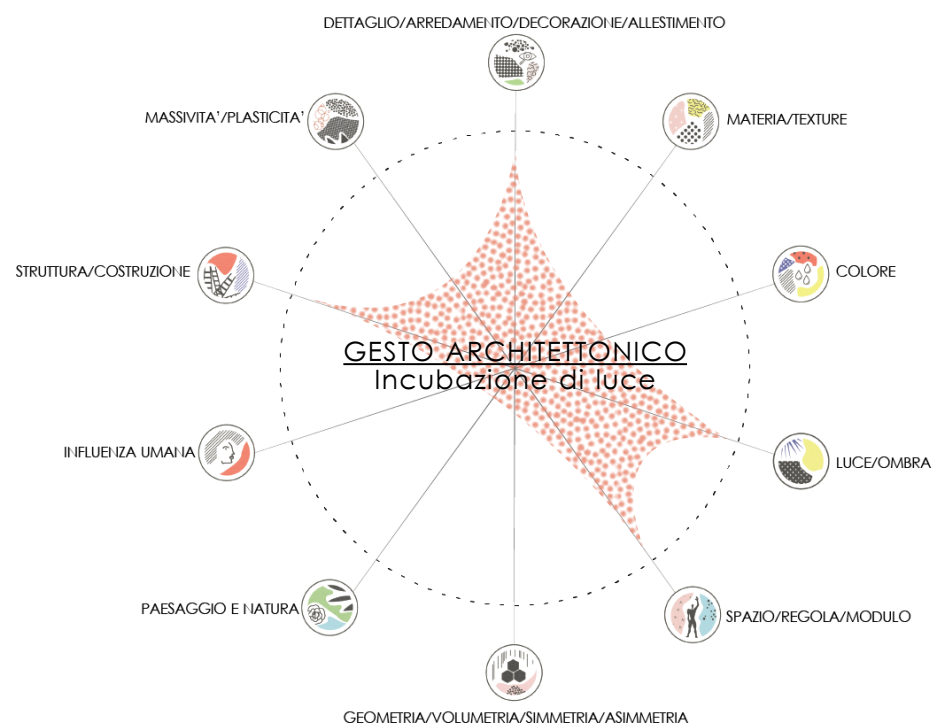 DETTAGLIO/ARREDAMENTO/DECORAZIONE/ALLESTIMENTO
MASSIVITA'/PLASTICITA'
MATERIA/TEXTURE
STRUTTURA/COSTRUZIONE
COLORE
GESTO ARCHITETTONICO
Incubazione di luce
INFLUENZA UMANA
LUCE/OMBRA
PAESAGGIO E NATURA
SPAZIO/REGOLA/MODULO
GEOMETRIA/VOLUMETRIA/SIMMETRIA/ASIMMETRIA